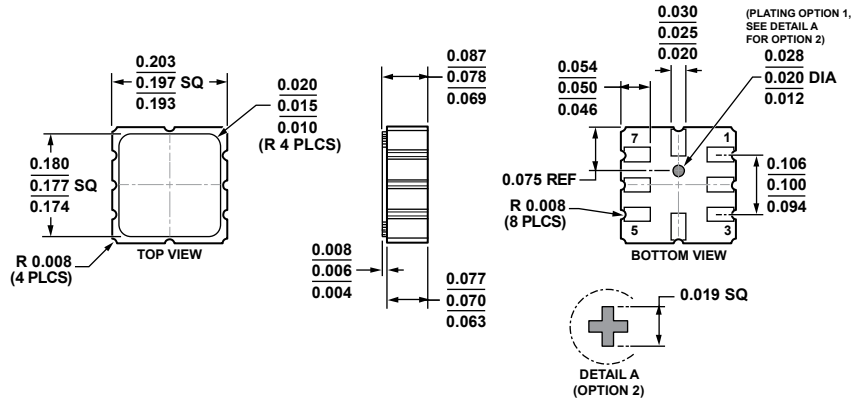 0.203
0.197 SQ
0.193
0.020
0.015
0.010
(R 4 PLCS)
0.180
0.177 SQ
0.174
R 0.008
(4 PLCS)
TOP VIEW
0.087
0.078
0.069
0.008
0.006
0.004
0.077
0.070
0.063
0.030
0.025
0.020
(PLATING OPTION 1,
SEE DETAIL A
FOR OPTION 2)
0.054
0.050
0.046
0.028
0.020 DIA
0.012
7
1
0.075 REF
0.106
0.100
0.094
R 0.008
(8 PLCS)
5
3
BOTTOM VIEW
0.019 SQ
DETAIL A
(OPTION 2)